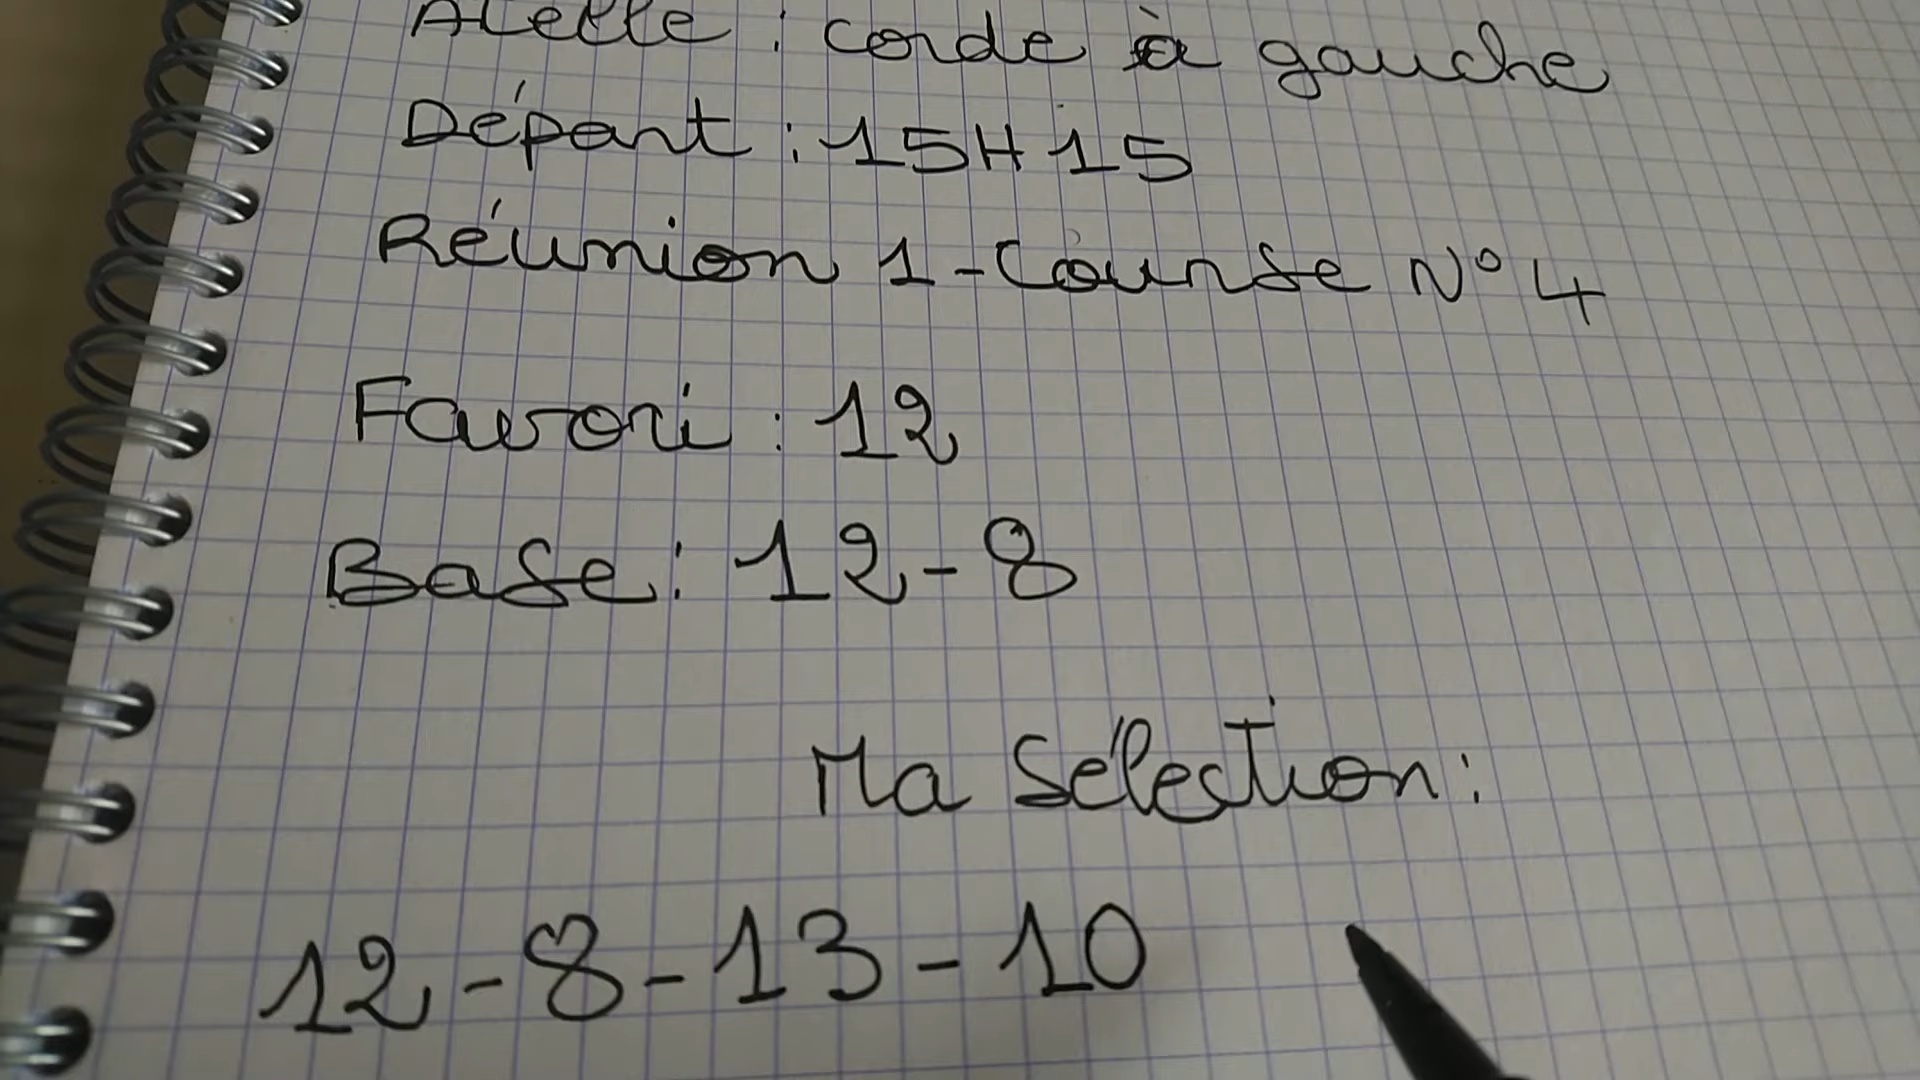 Attelé : corde à gauche
Départ : 15H15
Réunion 1 - Course N° 4
Favori : 12
Base : 12 - 8
Ma Sélection :
12 - 8 - 13 - 10